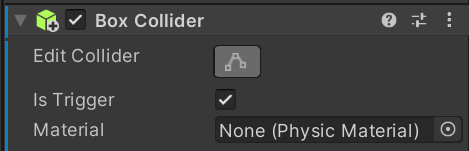 Box Collider
Edit Collider
Is Trigger
Material None (Physic Material)